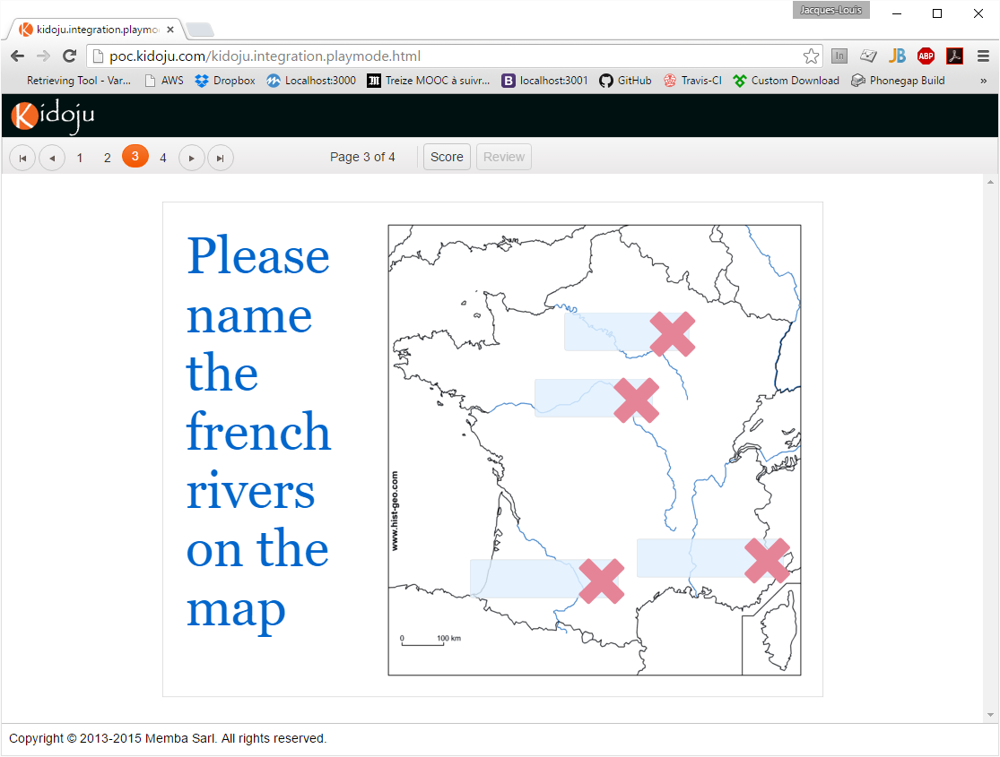 Jacques-Louis
kidoju.integration.playmo
poc.kidoju.com/kidoju.integration.playmode.html
Retrieving Tool - Var... AWS Dropbox Localhost:3000 Treize MOOC à suivr... localhost:3001 GitHub Travis-CI Custom Download Phonegap Build »
Kidoju
1 2 3 4 Page 3 of 4 Score Review
Please
name
the
french
rivers
on the
map
www.hist-geo.com
0 100 km
Copyright © 2013-2015 Memba Sarl. All rights reserved.